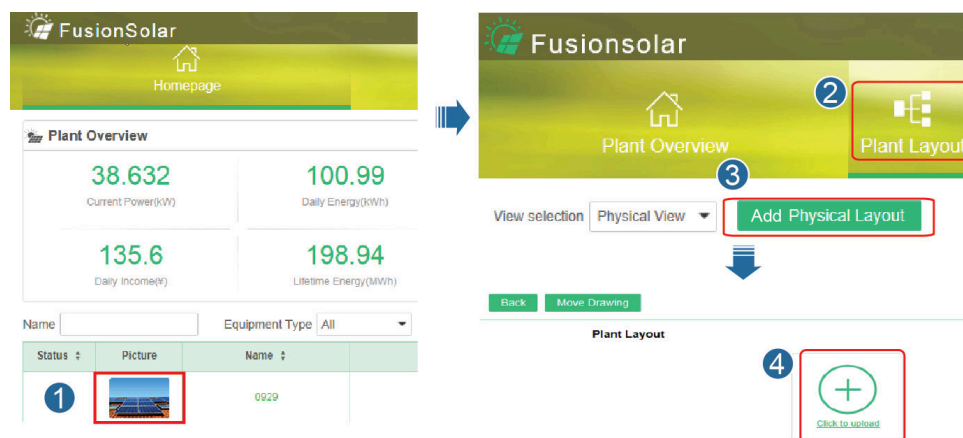 FusionSolar
Homepage
Plant Overview
38.632
100.99
Current Power(kW)
Daily Energy(kWh)
135.6
198.94
Daily Income(¥)
Lifetime Energy(MWh)
Name
Equipment Type All
Status Picture Name
1
0929
Fusionsolar
2
Plant Overview
Plant Layout
3
View selection Physical View Add Physical Layout
Back Move Drawing
Plant Layout
4
Click to upload